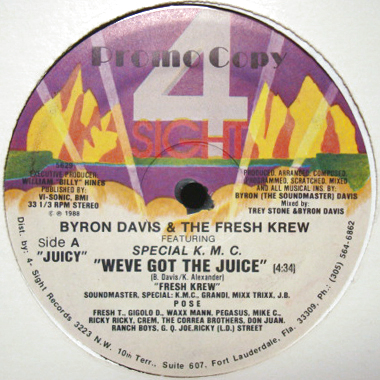 Promo Copy
4
SIGHT
EXECUTIVE PRODUCER:
WILLIAM "BILLY" HINES
PUBLISHED BY:
VI-SONIC, BMI
33 1/3 RPM STEREO
© ℗ 1988
PRODUCED, ARRANGED, COMPOSED
PROGRAMMED, SCRATCHED, MIXED
AND ALL MUSICAL INS. BY:
BYRON (THE SOUNDMASTER) DAVIS
Mixed by:
TREY STONE & BYRON DAVIS
BYRON DAVIS & THE FRESH KREW
FEATURING
Side A
SPECIAL K. M. C.
"JUICY"
"WEVE GOT THE JUICE" [4:34]
(B. Davis/K. Alexander)
"FRESH KREW"
SOUNDMASTER, SPECIAL: K.M.C., GRANDI, MIXX TRIXX, J.B.
POSE
FRESH T., GIGOLO D., WAXX MANN, PEGASUS, MIKE C.,
RICKY RICKY, CREM, THE CORREA BROTHERS, DON JUAN,
RANCH BOYS, G. Q. JOE, RICKY (L.D.) STREET
Dist. by: 4- Sight Records 3223 N.W. 10th Terr., Suite 607, Fort Lauderdale, Fla. 33309. Ph: (305) 564-6862